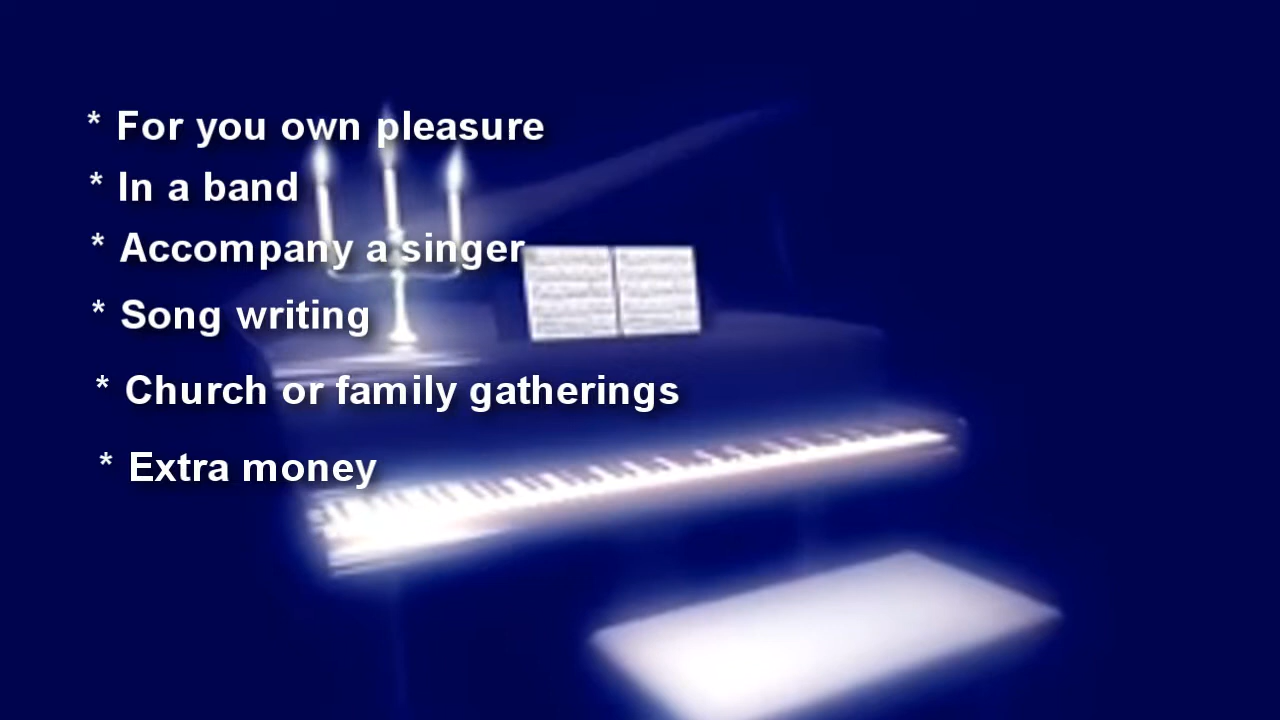 * For you own pleasure
* In a band
* Accompany a singer
* Song writing
* Church or family gatherings
* Extra money